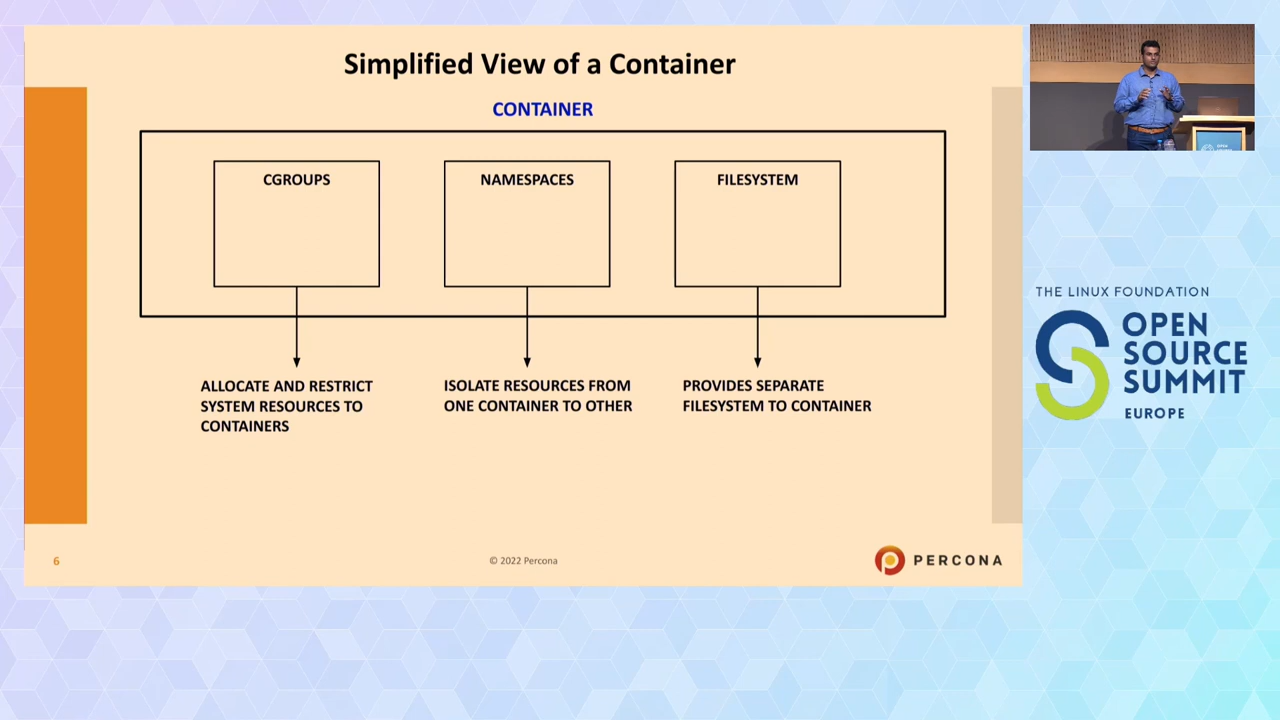 Simplified View of a Container
CONTAINER
CGROUPS
NAMESPACES
FILESYSTEM
ALLOCATE AND RESTRICT
SYSTEM RESOURCES TO
CONTAINERS
ISOLATE RESOURCES FROM
ONE CONTAINER TO OTHER
PROVIDES SEPARATE
FILESYSTEM TO CONTAINER
6
© 2022 Percona
PERCONA
THE LINUX FOUNDATION
OPEN
SOURCE
SUMMIT
EUROPE